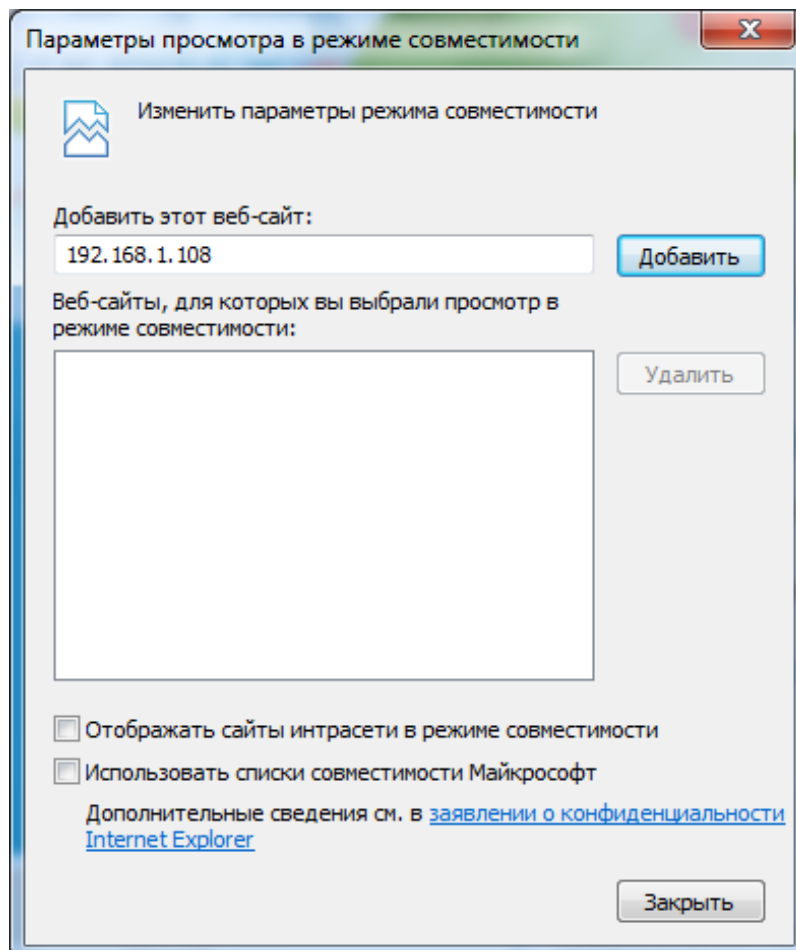 Параметры просмотра в режиме совместимости
Изменить параметры режима совместимости
Добавить этот веб-сайт:
192.168.1.108
Добавить
Веб-сайты, для которых вы выбрали просмотр в
режиме совместимости:
Удалить
Отображать сайты интрасети в режиме совместимости
Использовать списки совместимости Майкрософт
Дополнительные сведения см. в заявлении о конфиденциальности
Internet Explorer
Закрыть